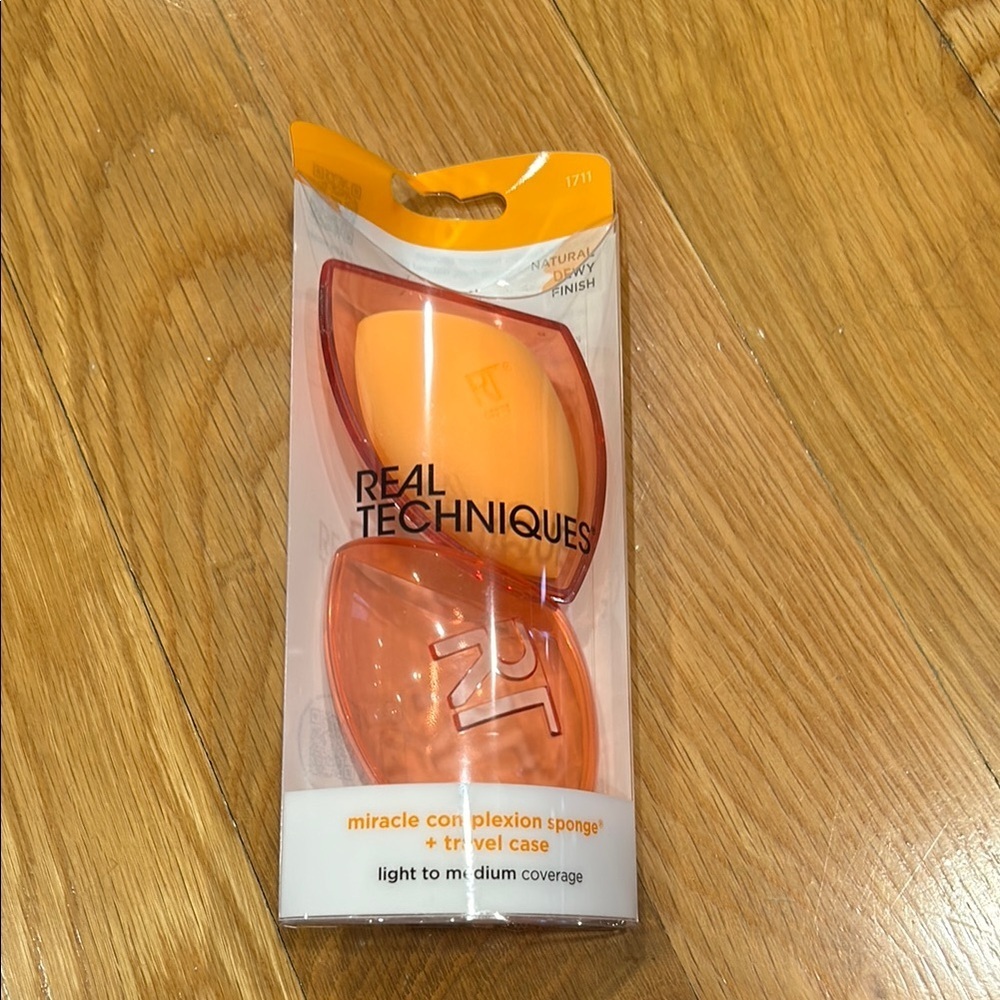 1711
NATURAL
DEWY
FINISH
RT®
REAL
TECHNIQUES®
RT
miracle complexion sponge®
+ travel case
light to medium coverage